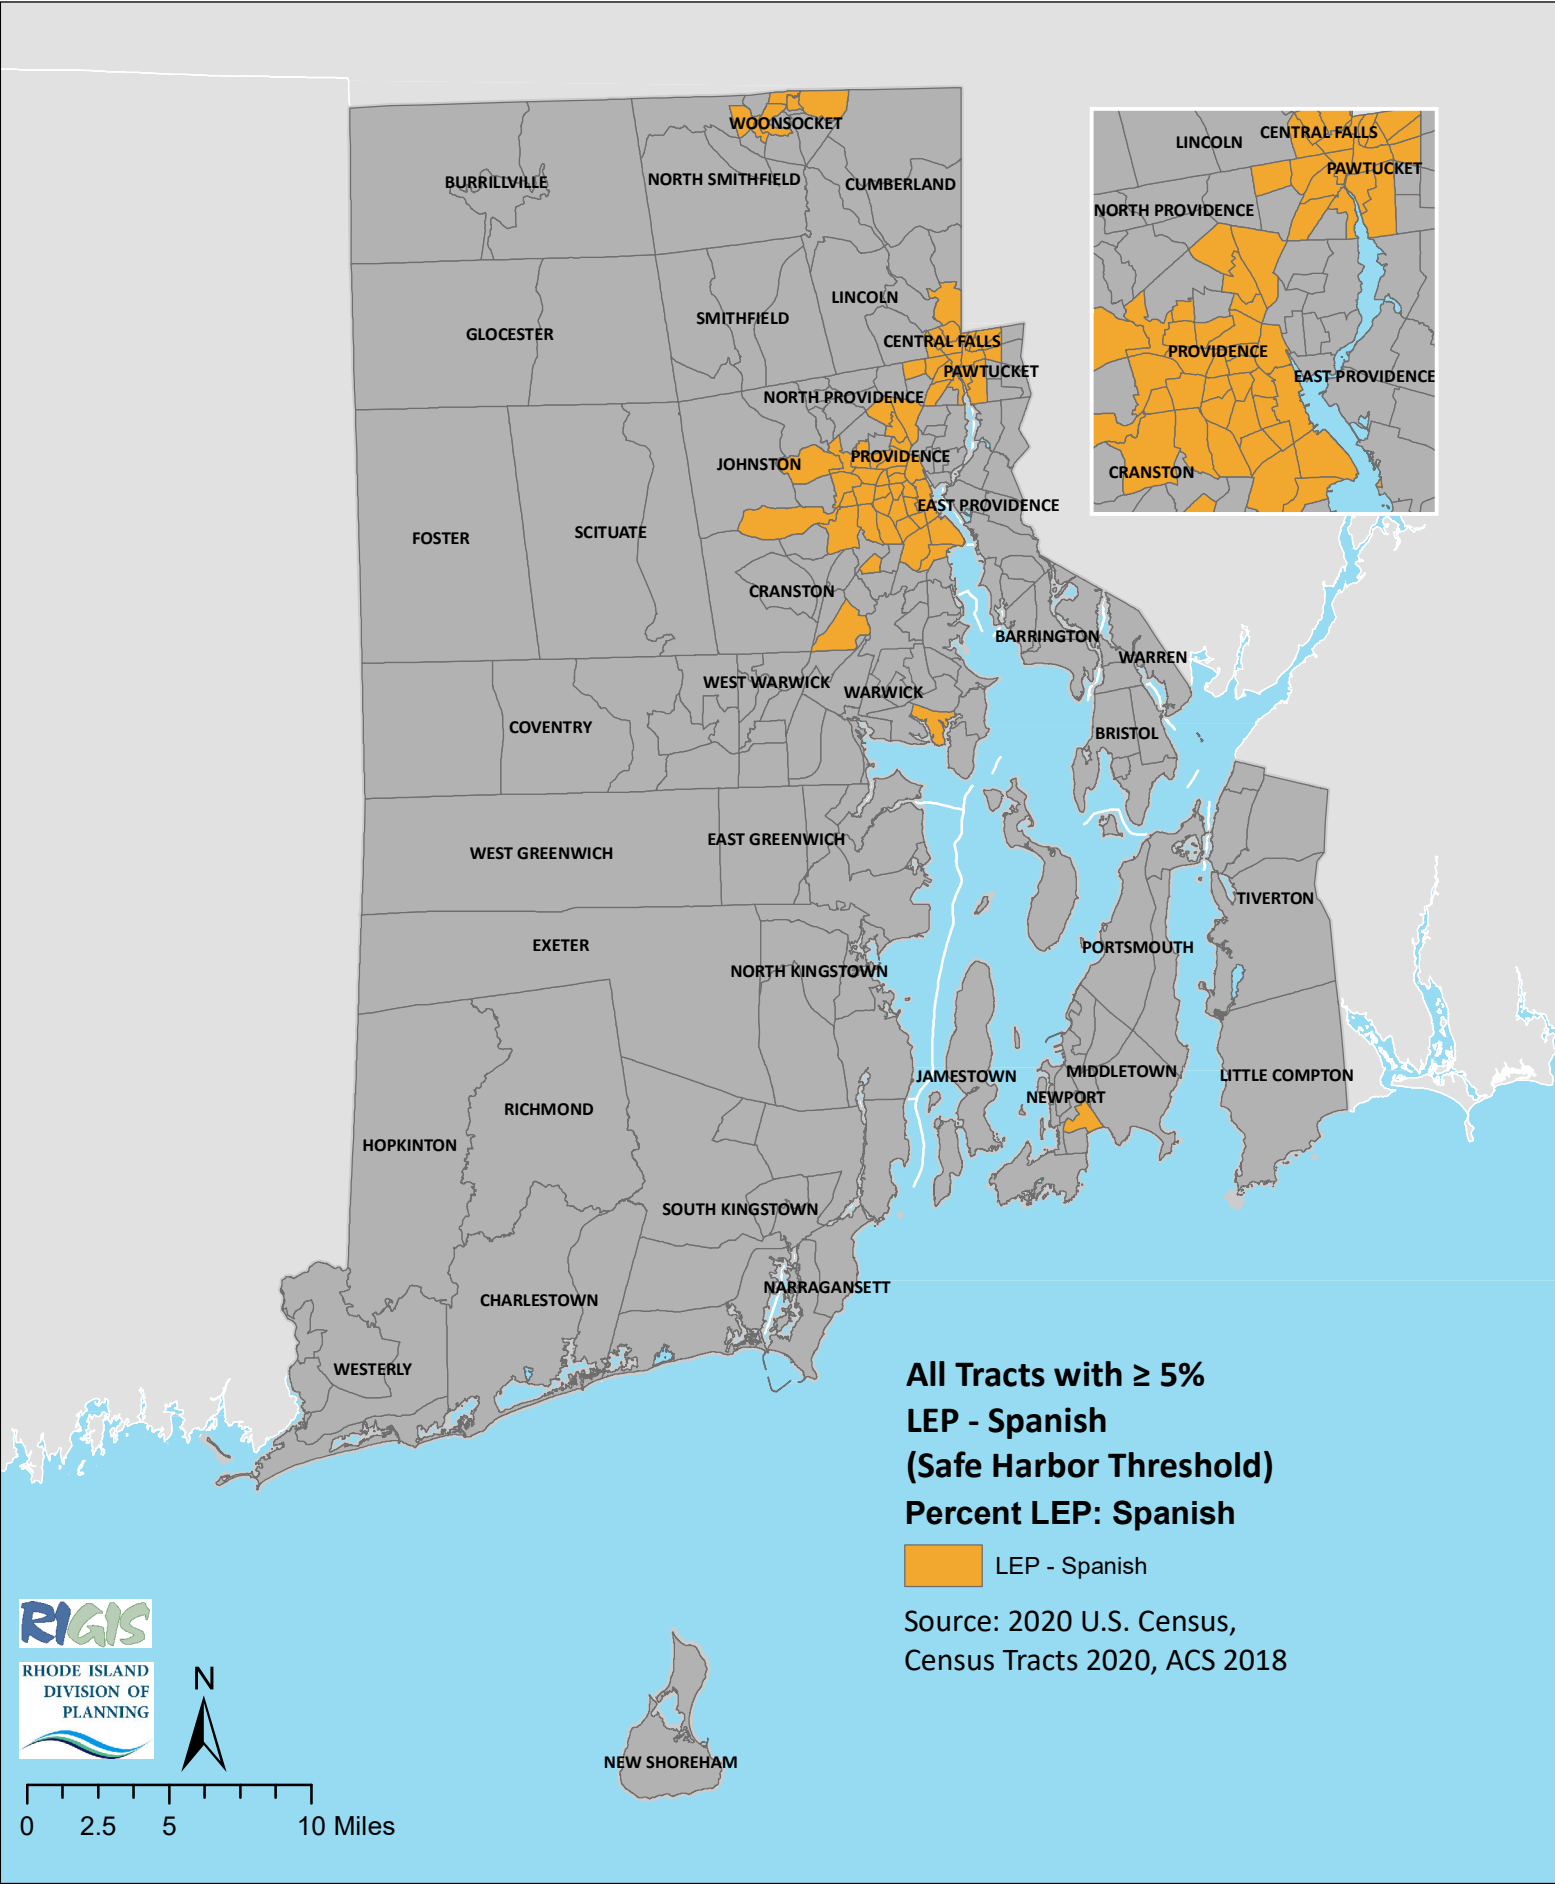 WOONSOCKET
BURRILLVILLE
NORTH SMITHFIELD
CUMBERLAND
LINCOLN
SMITHFIELD
GLOCESTER
CENTRAL FALLS
PAWTUCKET
NORTH PROVIDENCE
PROVIDENCE
JOHNSTON
EAST PROVIDENCE
FOSTER
SCITUATE
CRANSTON
BARRINGTON
WARREN
WEST WARWICK
WARWICK
COVENTRY
BRISTOL
EAST GREENWICH
WEST GREENWICH
TIVERTON
EXETER
PORTSMOUTH
NORTH KINGSTOWN
JAMESTOWN
MIDDLETOWN
LITTLE COMPTON
NEWPORT
RICHMOND
HOPKINTON
SOUTH KINGSTOWN
NARRAGANSETT
CHARLESTOWN
WESTERLY
NEW SHOREHAM
CENTRAL FALLS
LINCOLN
PAWTUCKET
NORTH PROVIDENCE
PROVIDENCE
EAST PROVIDENCE
CRANSTON
All Tracts with ≥ 5%
LEP - Spanish
(Safe Harbor Threshold)
Percent LEP: Spanish
LEP - Spanish
Source: 2020 U.S. Census,
Census Tracts 2020, ACS 2018
RIGIS
RHODE ISLAND
DIVISION OF
PLANNING
N
0 2.5 5 10 Miles